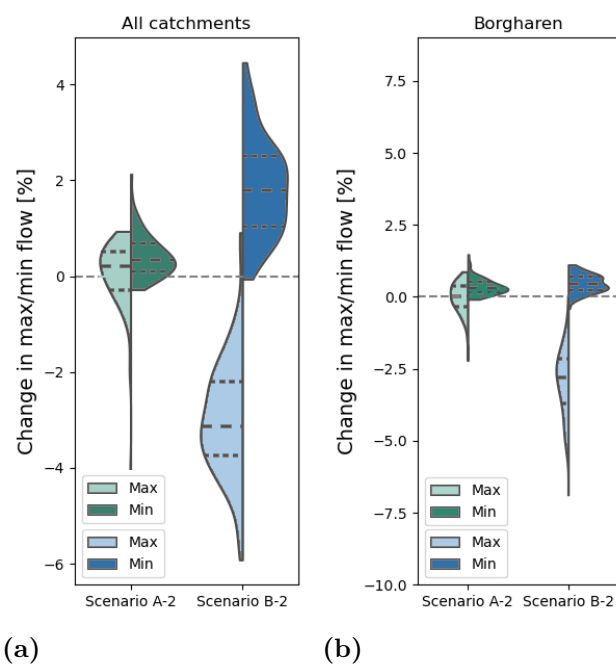 All catchments
Change in max/min flow [%]
4
2
0
−2
−4
−6
Max
Min
Max
Min
Scenario A-2
Scenario B-2
(a)
Borgharen
Change in max/min flow [%]
7.5
5.0
2.5
0.0
−2.5
−5.0
−7.5
−10.0
Max
Min
Max
Min
Scenario A-2
Scenario B-2
(b)